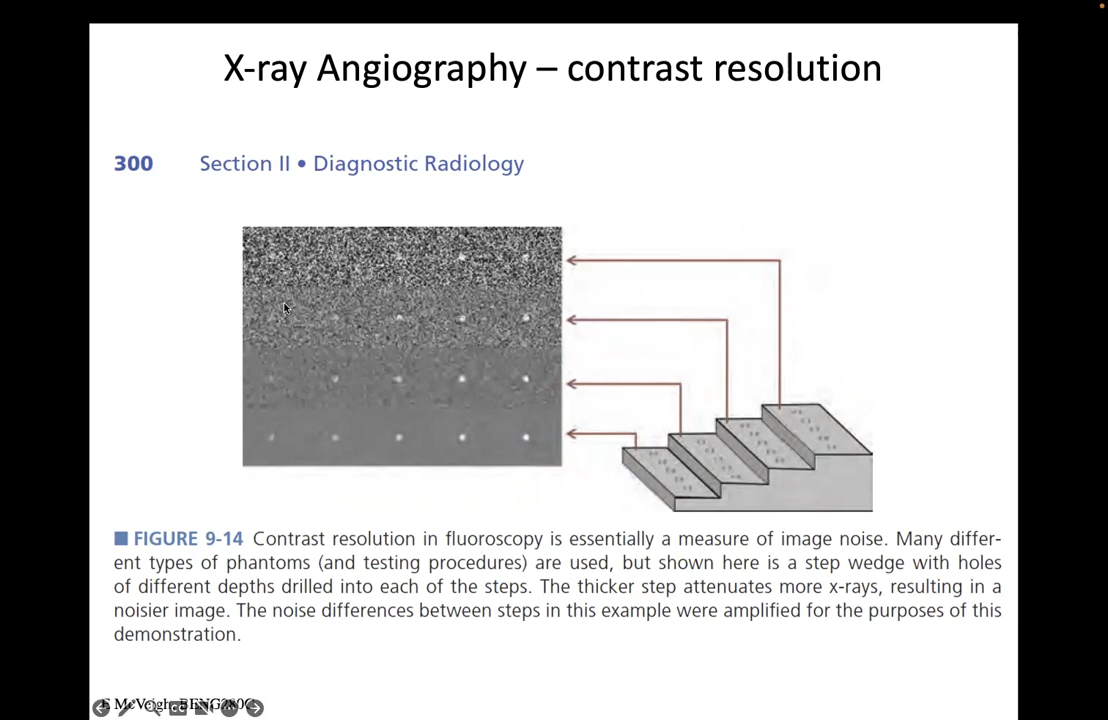 X-ray Angiography – contrast resolution
300 Section II • Diagnostic Radiology
■ FIGURE 9-14 Contrast resolution in fluoroscopy is essentially a measure of image noise. Many differ-
ent types of phantoms (and testing procedures) are used, but shown here is a step wedge with holes
of different depths drilled into each of the steps. The thicker step attenuates more x-rays, resulting in a
noisier image. The noise differences between steps in this example were amplified for the purposes of this
demonstration.
E McVeigh